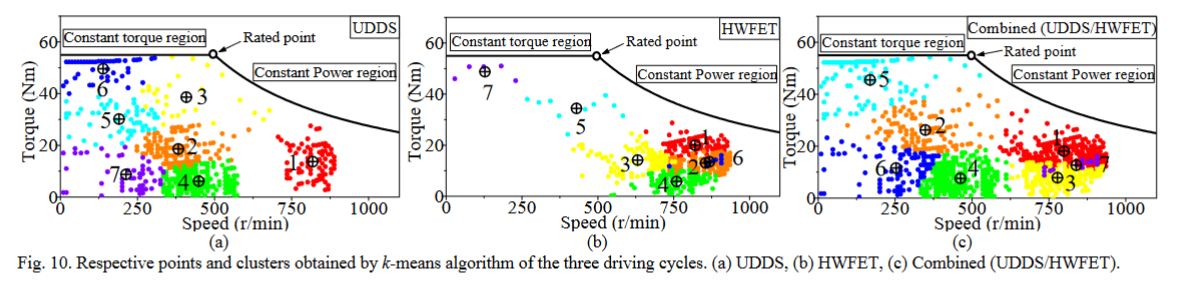 UDDS
60
Constant torque region
Rated point
Constant Power region
40
20
0
Torque (Nm)
6
3
5
2
7
4
1
0 250 500 750 1000
Speed (r/min)
(a)
HWFET
60
Constant torque region
Rated point
Constant Power region
40
20
0
Torque (Nm)
7
5
3
1
2
6
4
0 250 500 750 1000
Speed (r/min)
(b)
Combined (UDDS/HWFET)
60
Constant torque region
Rated point
Constant Power region
40
20
0
Torque (Nm)
5
2
1
6
4
7
3
0 250 500 750 1000
Speed (r/min)
(c)
Fig. 10. Respective points and clusters obtained by k-means algorithm of the three driving cycles. (a) UDDS, (b) HWFET, (c) Combined (UDDS/HWFET).